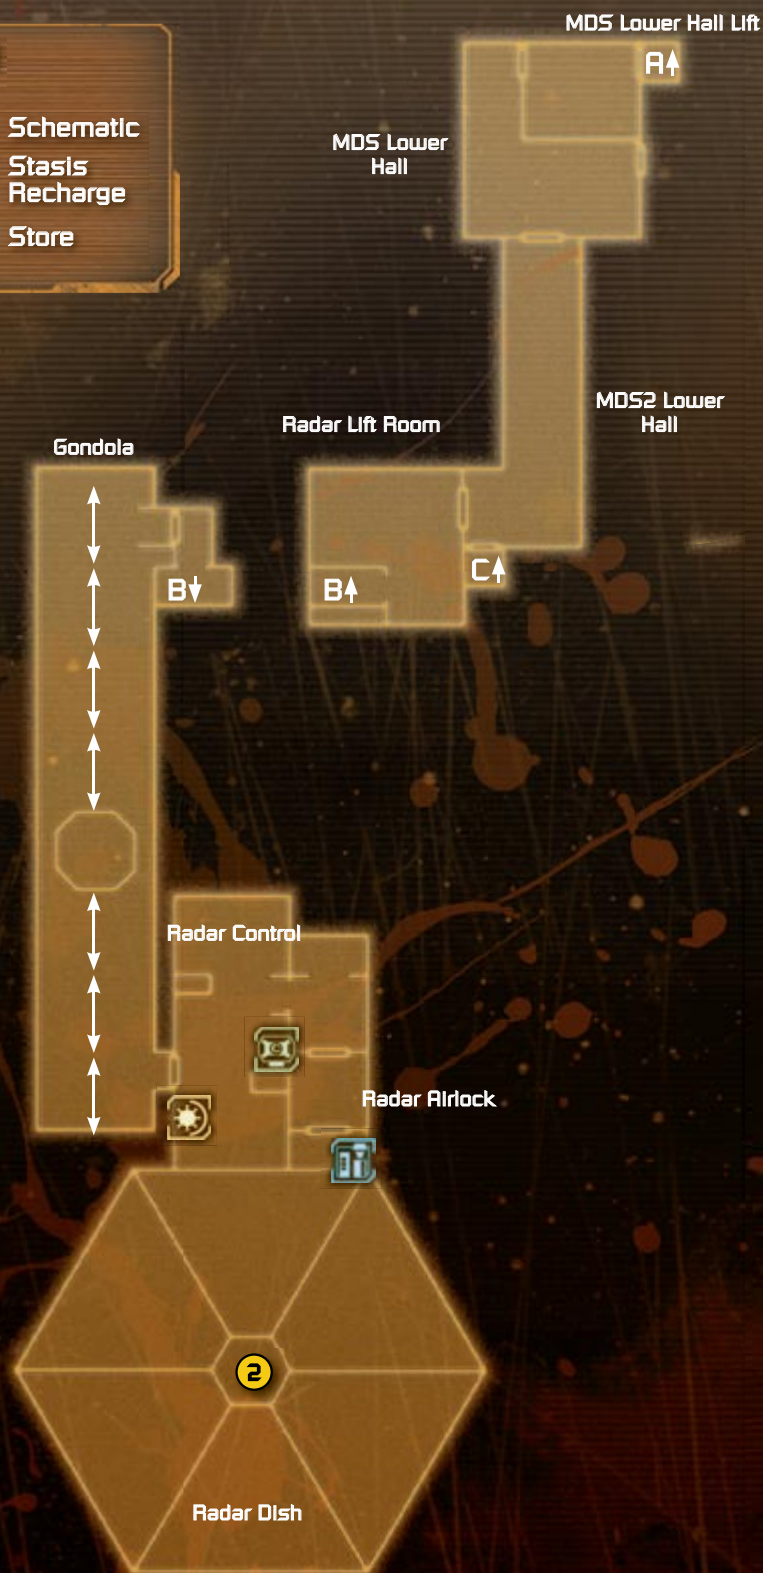 MDS Lower Hall Lift
A
Schematic
Stasis
Recharge
Store
MDS Lower
Hall
MDS2 Lower
Hall
Radar Lift Room
Gondola
C
B
B
Radar Control
Radar Airlock
2
Radar Dish